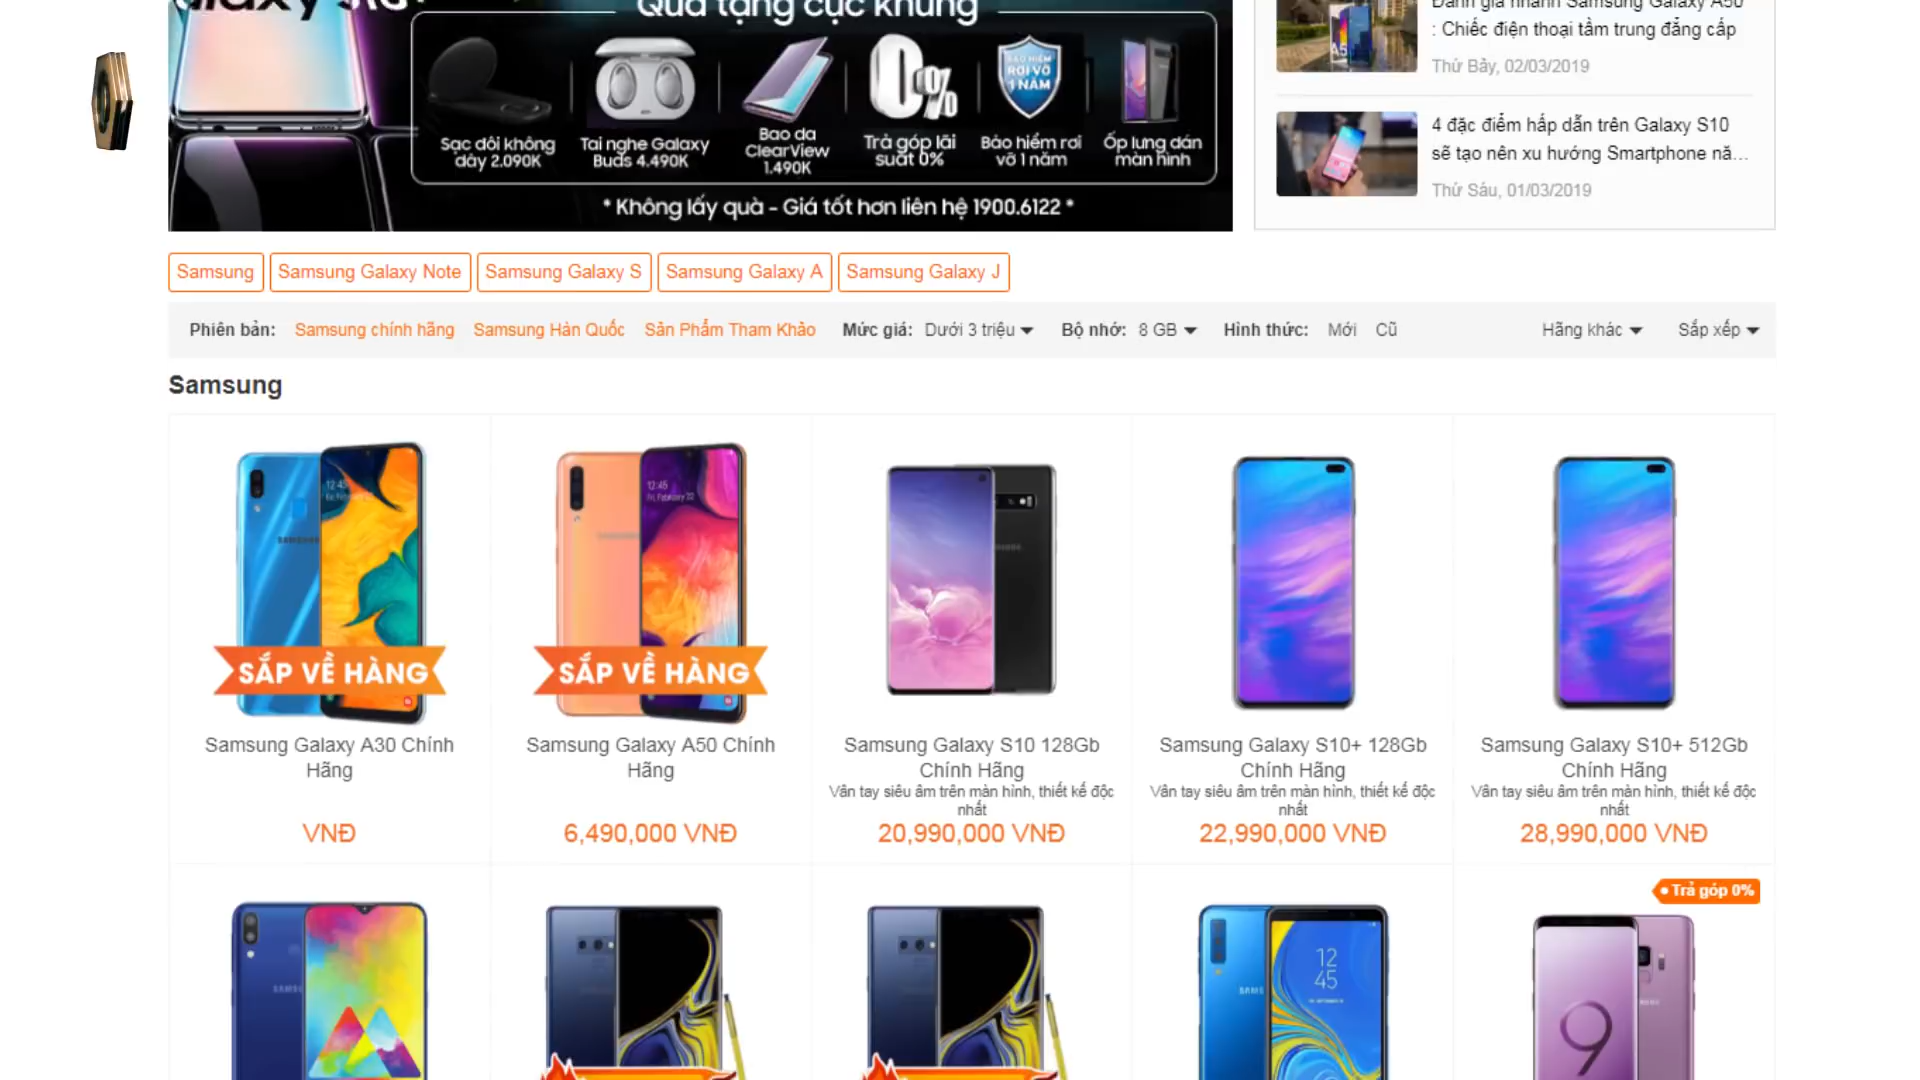 Quà tặng cực khủng
Sạc đôi không
dây 2.090K
Tai nghe Galaxy
Buds 4.490K
Bao da
ClearView
1.490K
0%
Trả góp lãi
suất 0%
BẢO HIỂM
RƠI VỠ
1 NĂM
Bảo hiểm rơi
vỡ 1 năm
Ốp lưng dán
màn hình
* Không lấy quà - Giá tốt hơn liên hệ 1900.6122 *
Đánh giá nhanh Samsung Galaxy A50
: Chiếc điện thoại tầm trung đẳng cấp
Thứ Bảy, 02/03/2019
4 đặc điểm hấp dẫn trên Galaxy S10
sẽ tạo nên xu hướng Smartphone nă...
Thứ Sáu, 01/03/2019
Samsung
Samsung Galaxy Note
Samsung Galaxy S
Samsung Galaxy A
Samsung Galaxy J
Phiên bản: Samsung chính hãng Samsung Hàn Quốc Sản Phẩm Tham Khảo Mức giá: Dưới 3 triệu Bộ nhớ: 8 GB Hình thức: Mới Cũ Hãng khác Sắp xếp
Samsung
SẮP VỀ HÀNG
Samsung Galaxy A30 Chính
Hãng
VNĐ
12:45
SẮP VỀ HÀNG
Samsung Galaxy A50 Chính
Hãng
6,490,000 VNĐ
Samsung Galaxy S10 128Gb
Chính Hãng
Vân tay siêu âm trên màn hình, thiết kế độc
nhất
20,990,000 VNĐ
Samsung Galaxy S10+ 128Gb
Chính Hãng
Vân tay siêu âm trên màn hình, thiết kế độc
nhất
22,990,000 VNĐ
Samsung Galaxy S10+ 512Gb
Chính Hãng
Vân tay siêu âm trên màn hình, thiết kế độc
nhất
28,990,000 VNĐ
12
45
Trả góp 0%
9